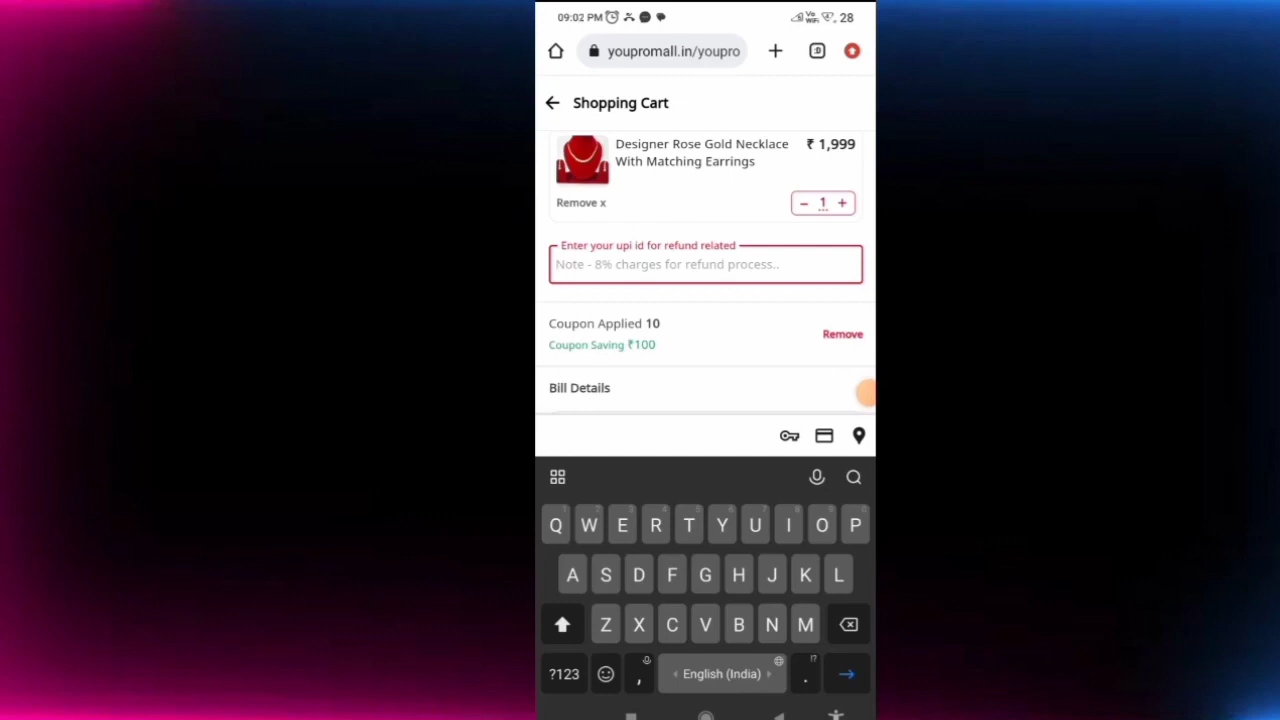 09:02 PM Vo WiFi 28
youpromall.in/youpro :D
Shopping Cart
Designer Rose Gold Necklace ₹ 1,999
With Matching Earrings
Remove x - 1 +
Enter your upi id for refund related
Note - 8% charges for refund process..
Coupon Applied 10
Coupon Saving ₹100
Remove
Bill Details
Q W E R T Y U I O P
A S D F G H J K L
Z X C V B N M
?123 , English (India) . !?